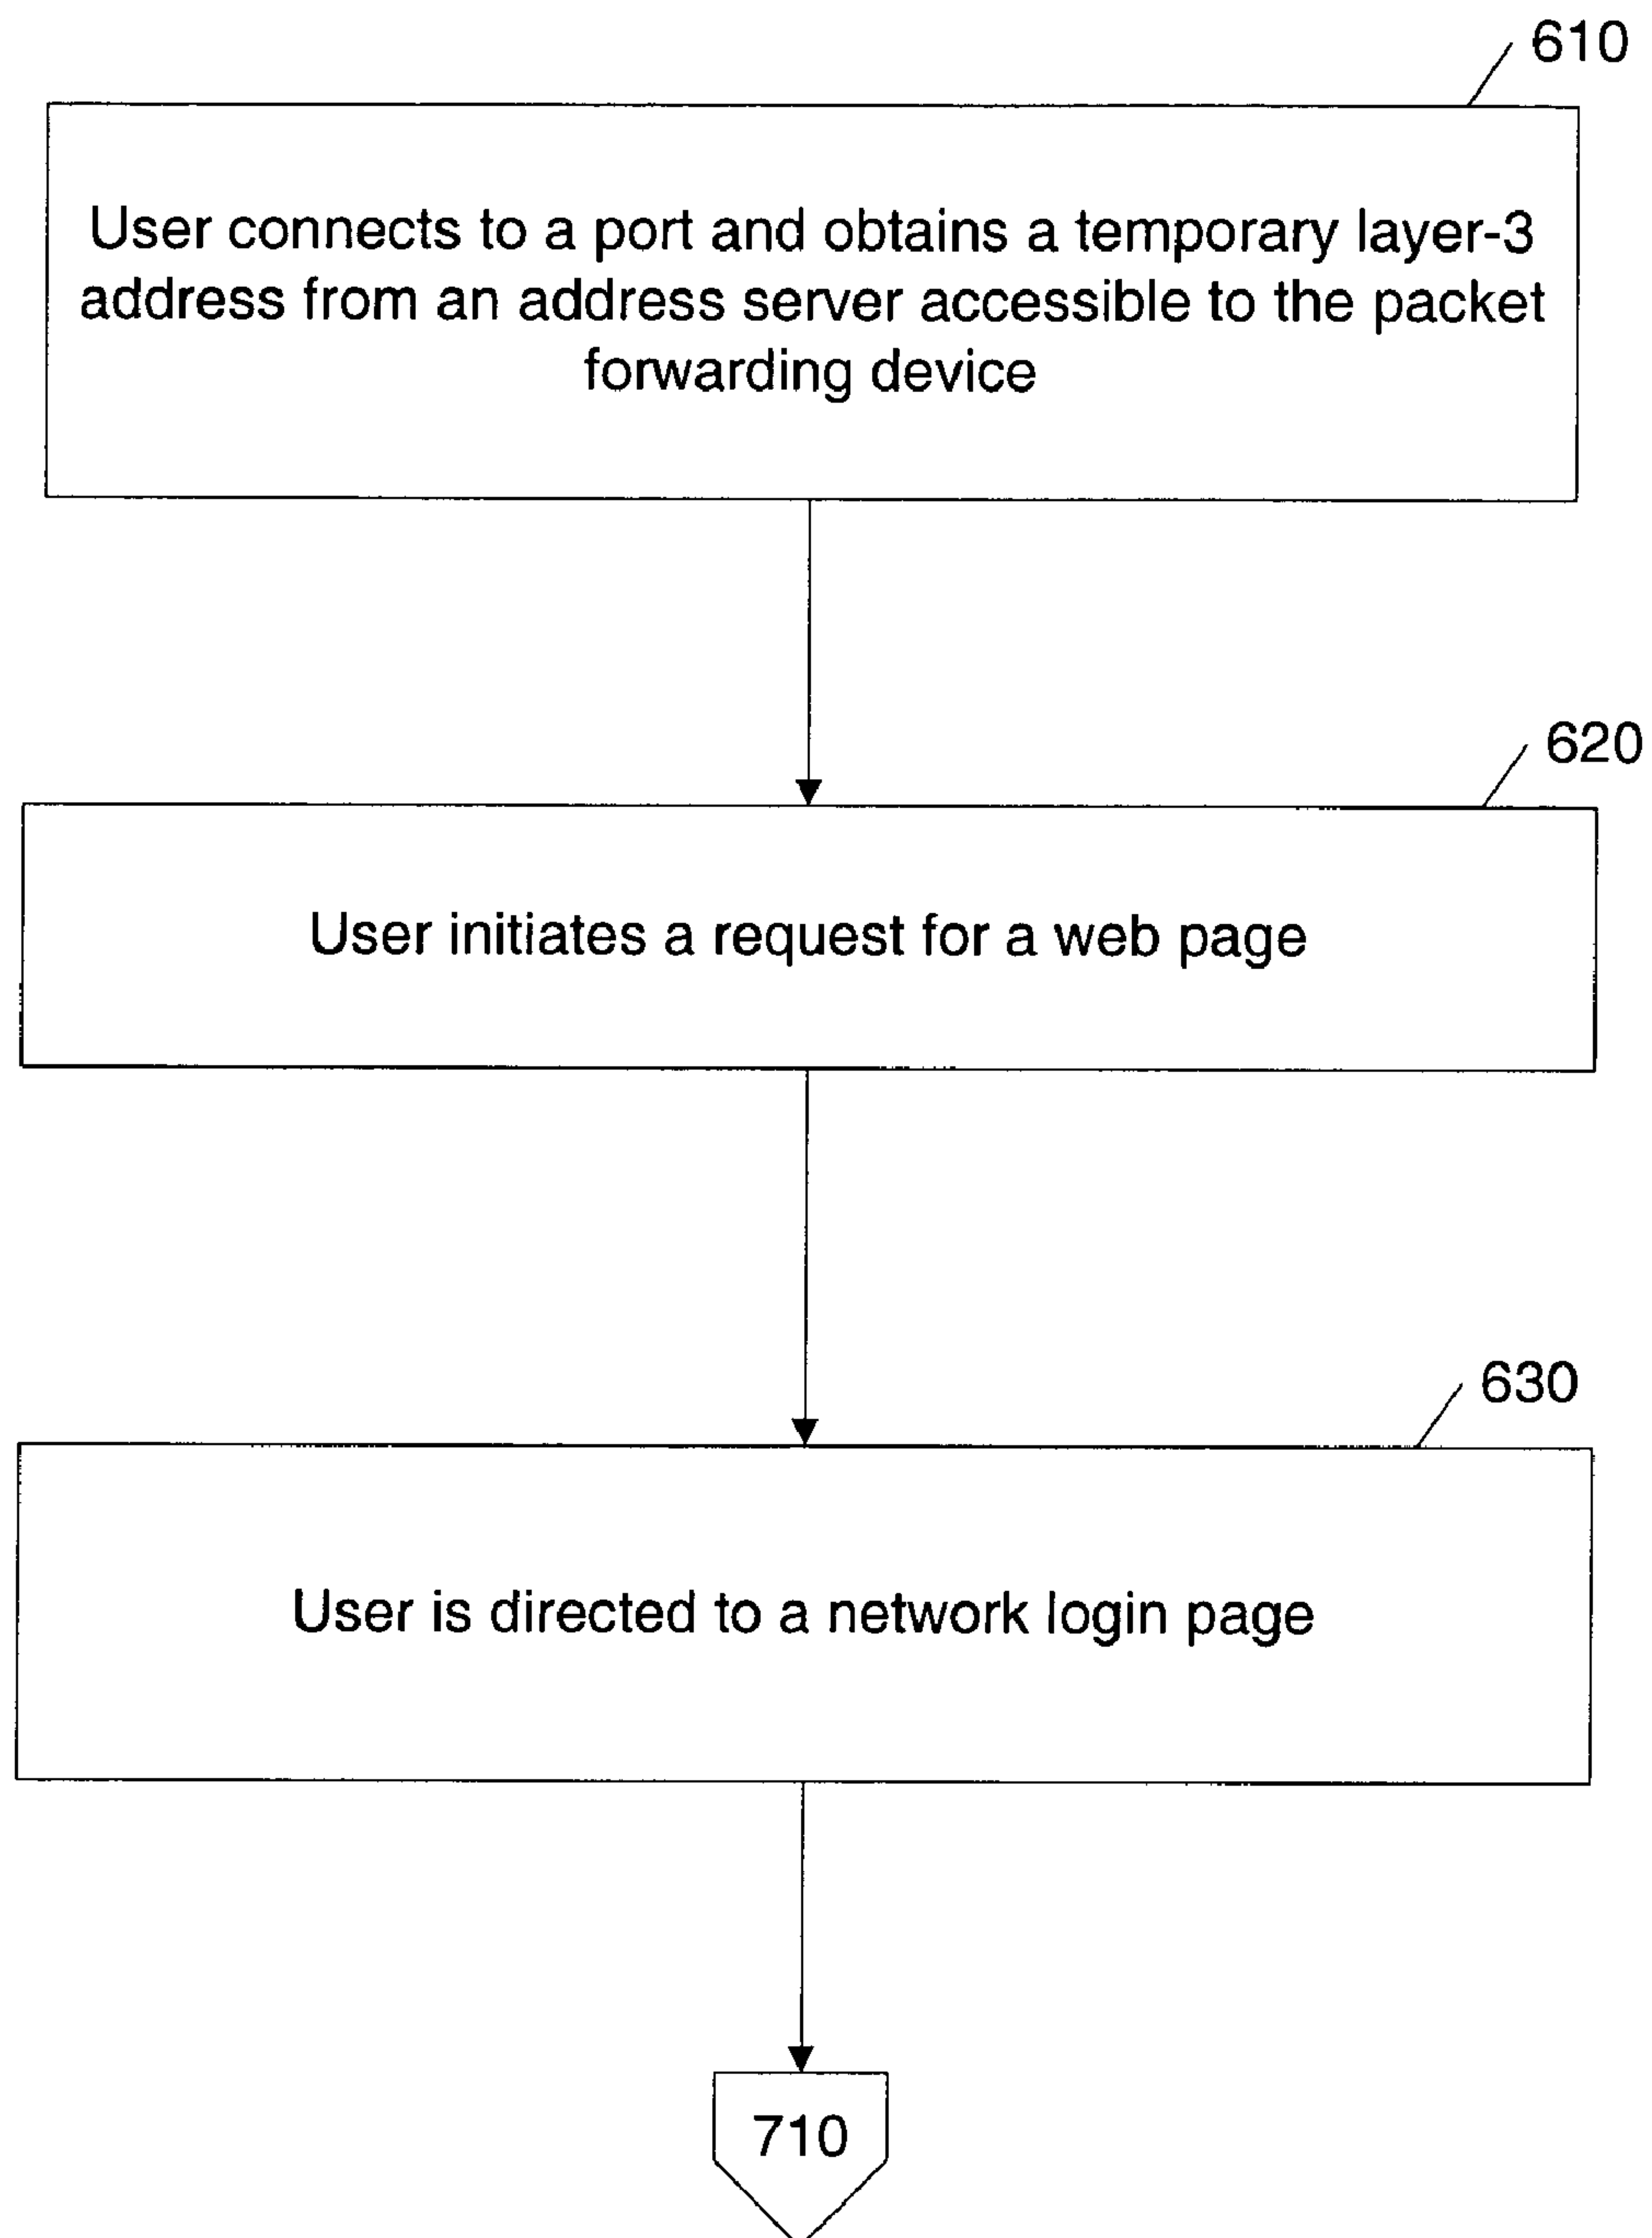 610
User connects to a port and obtains a temporary layer-3
address from an address server accessible to the packet
forwarding device
620
User initiates a request for a web page
630
User is directed to a network login page
710